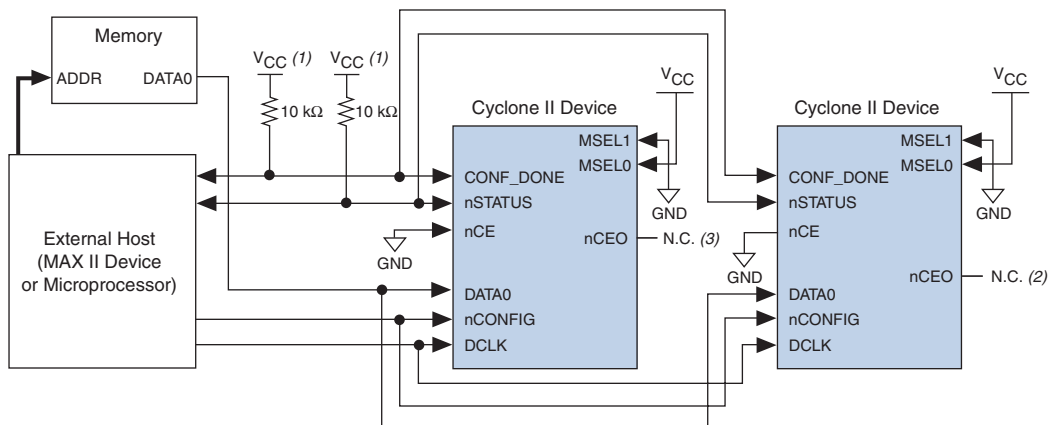 Memory
ADDR DATA0
VCC (1)
10 kΩ
VCC (1)
10 kΩ
External Host
(MAX II Device
or Microprocessor)
GND
Cyclone II Device
VCC
MSEL1
MSEL0
CONF_DONE
nSTATUS
nCE
GND
nCEO N.C. (3)
DATA0
nCONFIG
DCLK
Cyclone II Device
VCC
MSEL1
MSEL0
CONF_DONE
nSTATUS
nCE
GND
GND
nCEO N.C. (2)
DATA0
nCONFIG
DCLK